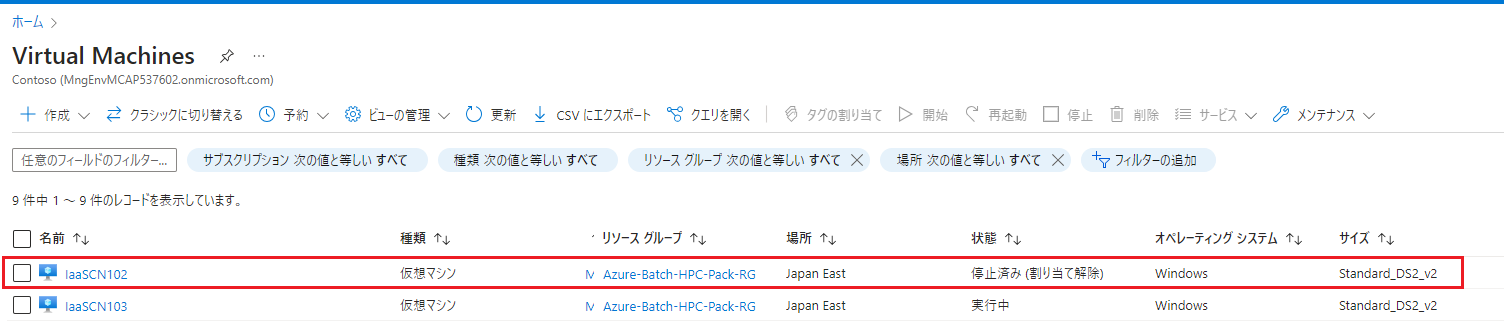 ホーム >
Virtual Machines ...
Contoso (MngEnvMCAP537602.onmicrosoft.com)
作成 クラシックに切り替える 予約 ビューの管理 更新 CSV にエクスポート クエリを開く タグの割り当て 開始 再起動 停止 削除 サービス メンテナンス
任意のフィールドのフィルター... サブスクリプション 次の値と等しい すべて 種類 次の値と等しい すべて リソース グループ 次の値と等しい すべて 場所 次の値と等しい すべて フィルターの追加
9 件中 1 ～ 9 件のレコードを表示しています。
名前 ↑↓ 種類 ↑↓ リソース グループ ↑↓ 場所 ↑↓ 状態 ↑↓ オペレーティング システム ↑↓ サイズ ↑↓
IaaSCN102 仮想マシン Azure-Batch-HPC-Pack-RG Japan East 停止済み (割り当て解除) Windows Standard_DS2_v2
IaaSCN103 仮想マシン Azure-Batch-HPC-Pack-RG Japan East 実行中 Windows Standard_DS2_v2